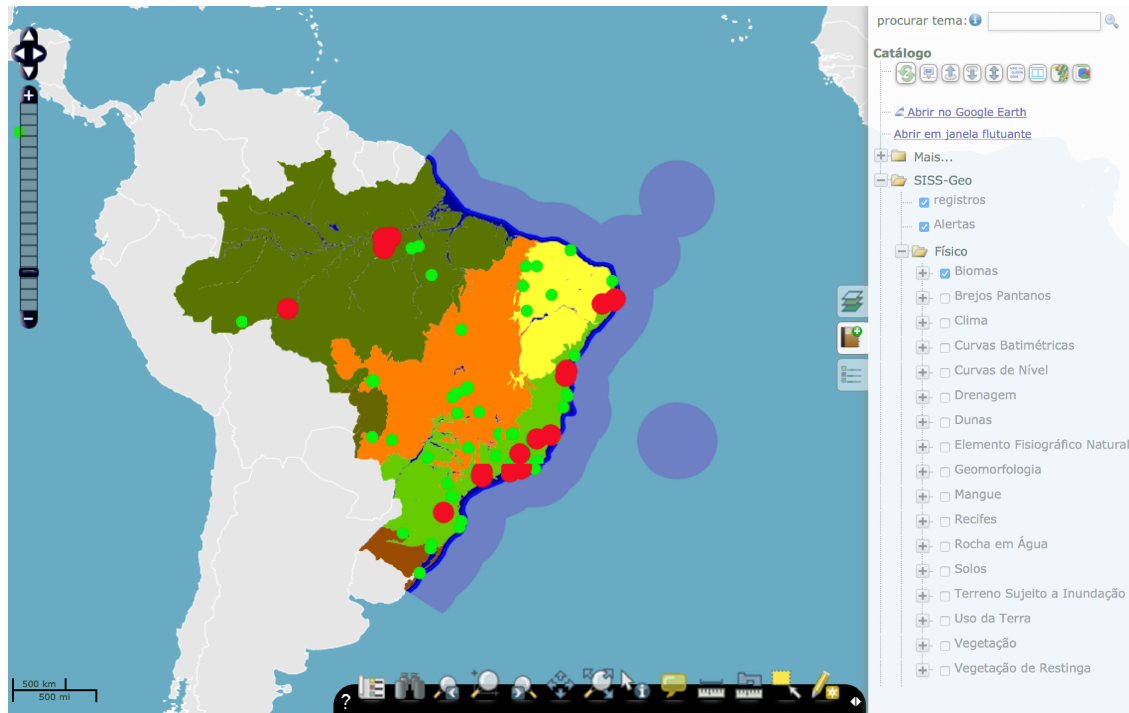 procurar tema:
Catálogo
Abrir no Google Earth
Abrir em janela flutuante
Mais...
SISS-Geo
registros
Alertas
Físico
Biomas
Brejos Pantanos
Clima
Curvas Batimétricas
Curvas de Nível
Drenagem
Dunas
Elemento Fisiográfico Natural
Geomorfologia
Mangue
Recifes
Rocha em Água
Solos
Terreno Sujeito a Inundação
Uso da Terra
Vegetação
Vegetação de Restinga
500 km
500 mi
?